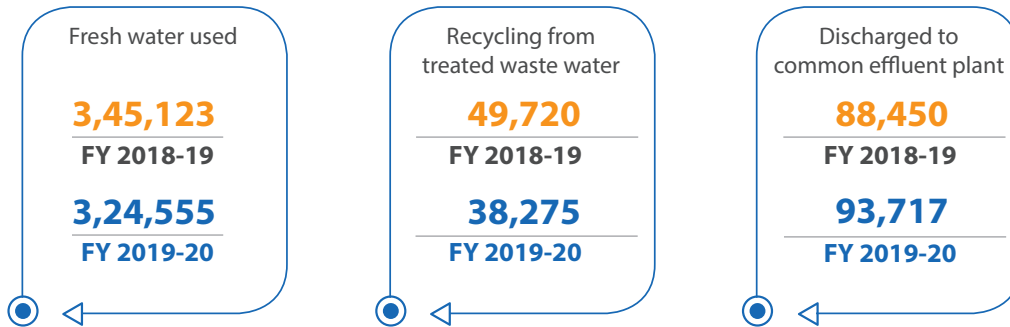 Fresh water used
3,45,123
FY 2018-19
3,24,555
FY 2019-20
Recycling from
treated waste water
49,720
FY 2018-19
38,275
FY 2019-20
Discharged to
common effluent plant
88,450
FY 2018-19
93,717
FY 2019-20